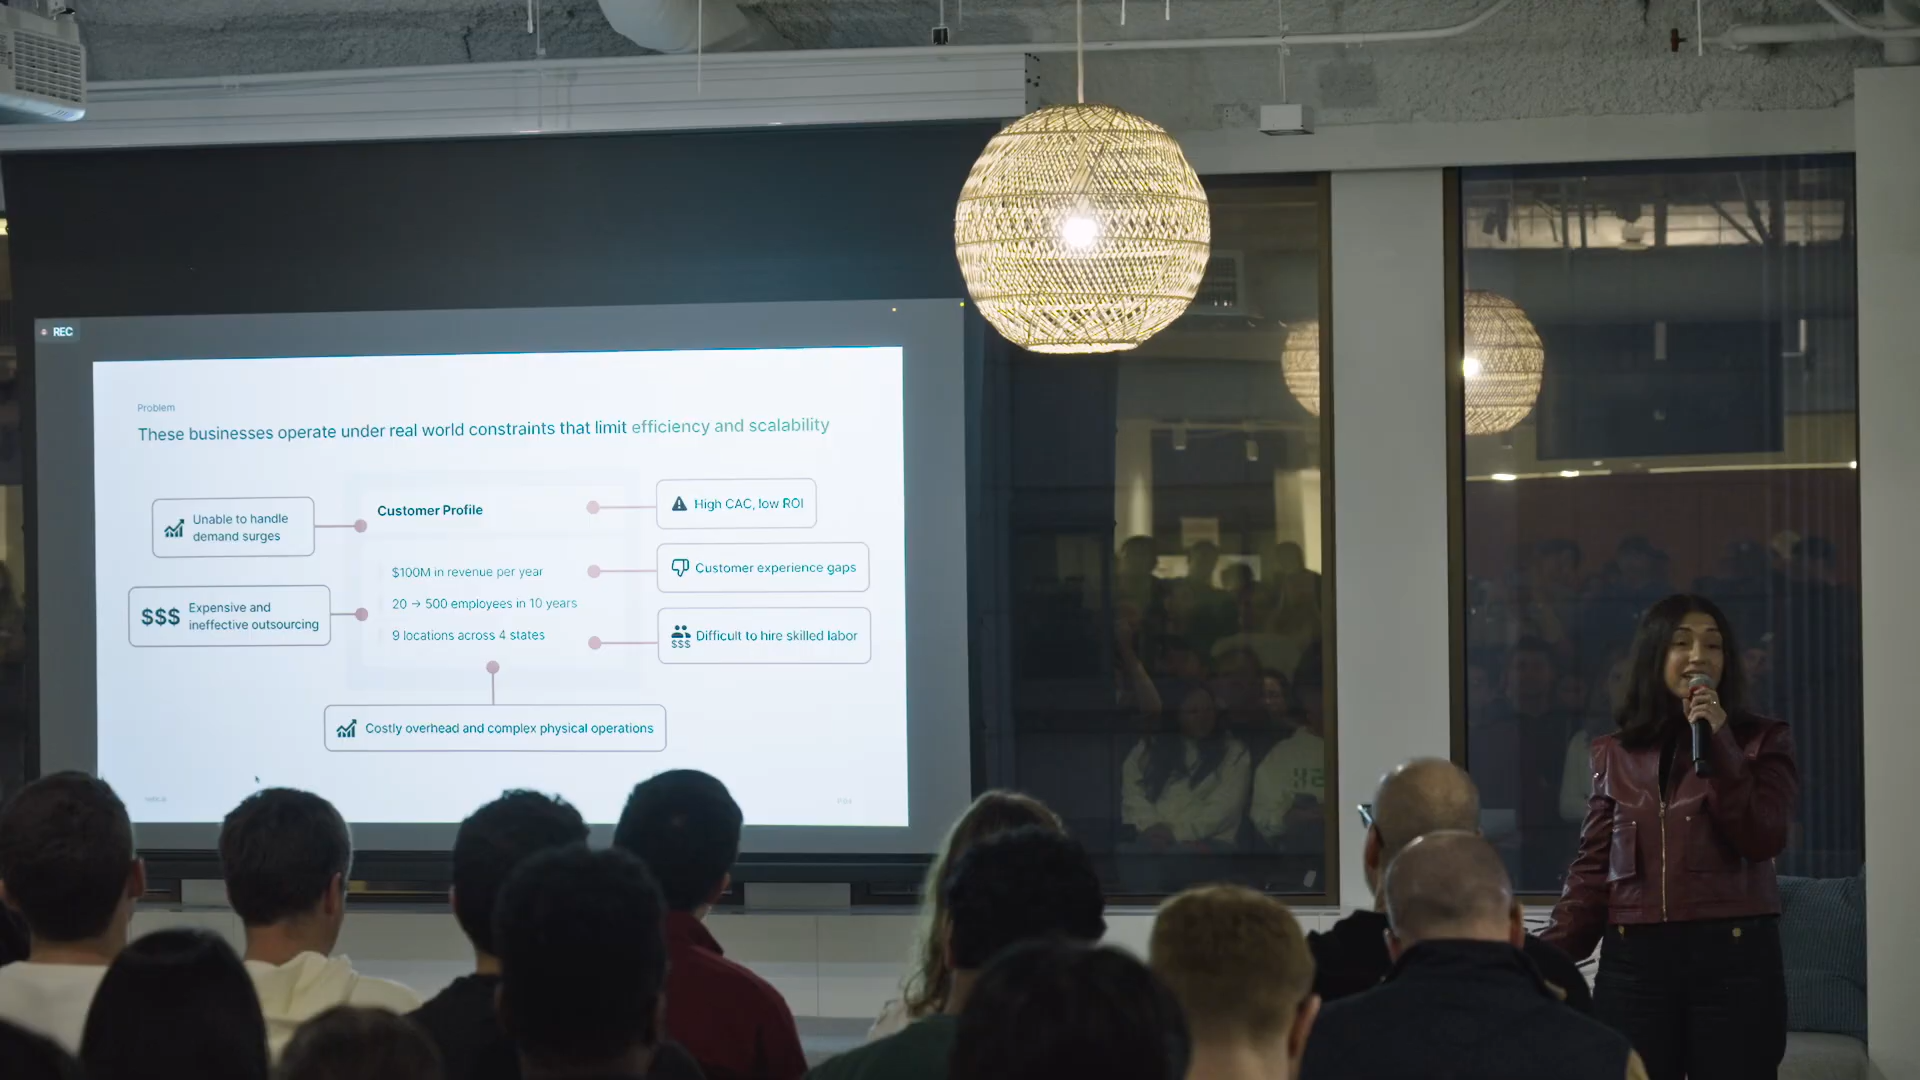 REC
Problem
These businesses operate under real world constraints that limit efficiency and scalability
Unable to handle
demand surges
$$$ Expensive and
ineffective outsourcing
Customer Profile
$100M in revenue per year
20 → 500 employees in 10 years
9 locations across 4 states
High CAC, low ROI
Customer experience gaps
$$$ Difficult to hire skilled labor
Costly overhead and complex physical operations